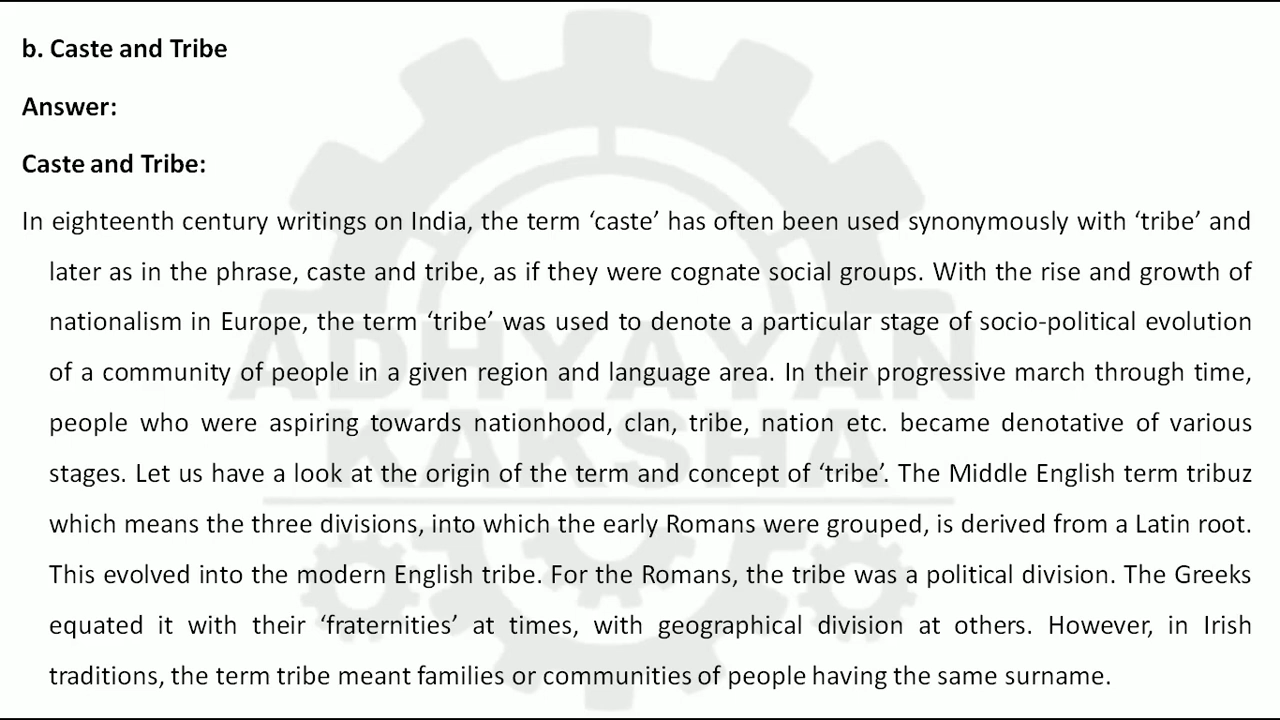 b. Caste and Tribe
Answer:
Caste and Tribe:
In eighteenth century writings on India, the term ‘caste’ has often been used synonymously with ‘tribe’ and
later as in the phrase, caste and tribe, as if they were cognate social groups. With the rise and growth of
nationalism in Europe, the term ‘tribe’ was used to denote a particular stage of socio-political evolution
of a community of people in a given region and language area. In their progressive march through time,
people who were aspiring towards nationhood, clan, tribe, nation etc. became denotative of various
stages. Let us have a look at the origin of the term and concept of ‘tribe’. The Middle English term tribuz
which means the three divisions, into which the early Romans were grouped, is derived from a Latin root.
This evolved into the modern English tribe. For the Romans, the tribe was a political division. The Greeks
equated it with their ‘fraternities’ at times, with geographical division at others. However, in Irish
traditions, the term tribe meant families or communities of people having the same surname.
ADHYAYAN
KAKSHA